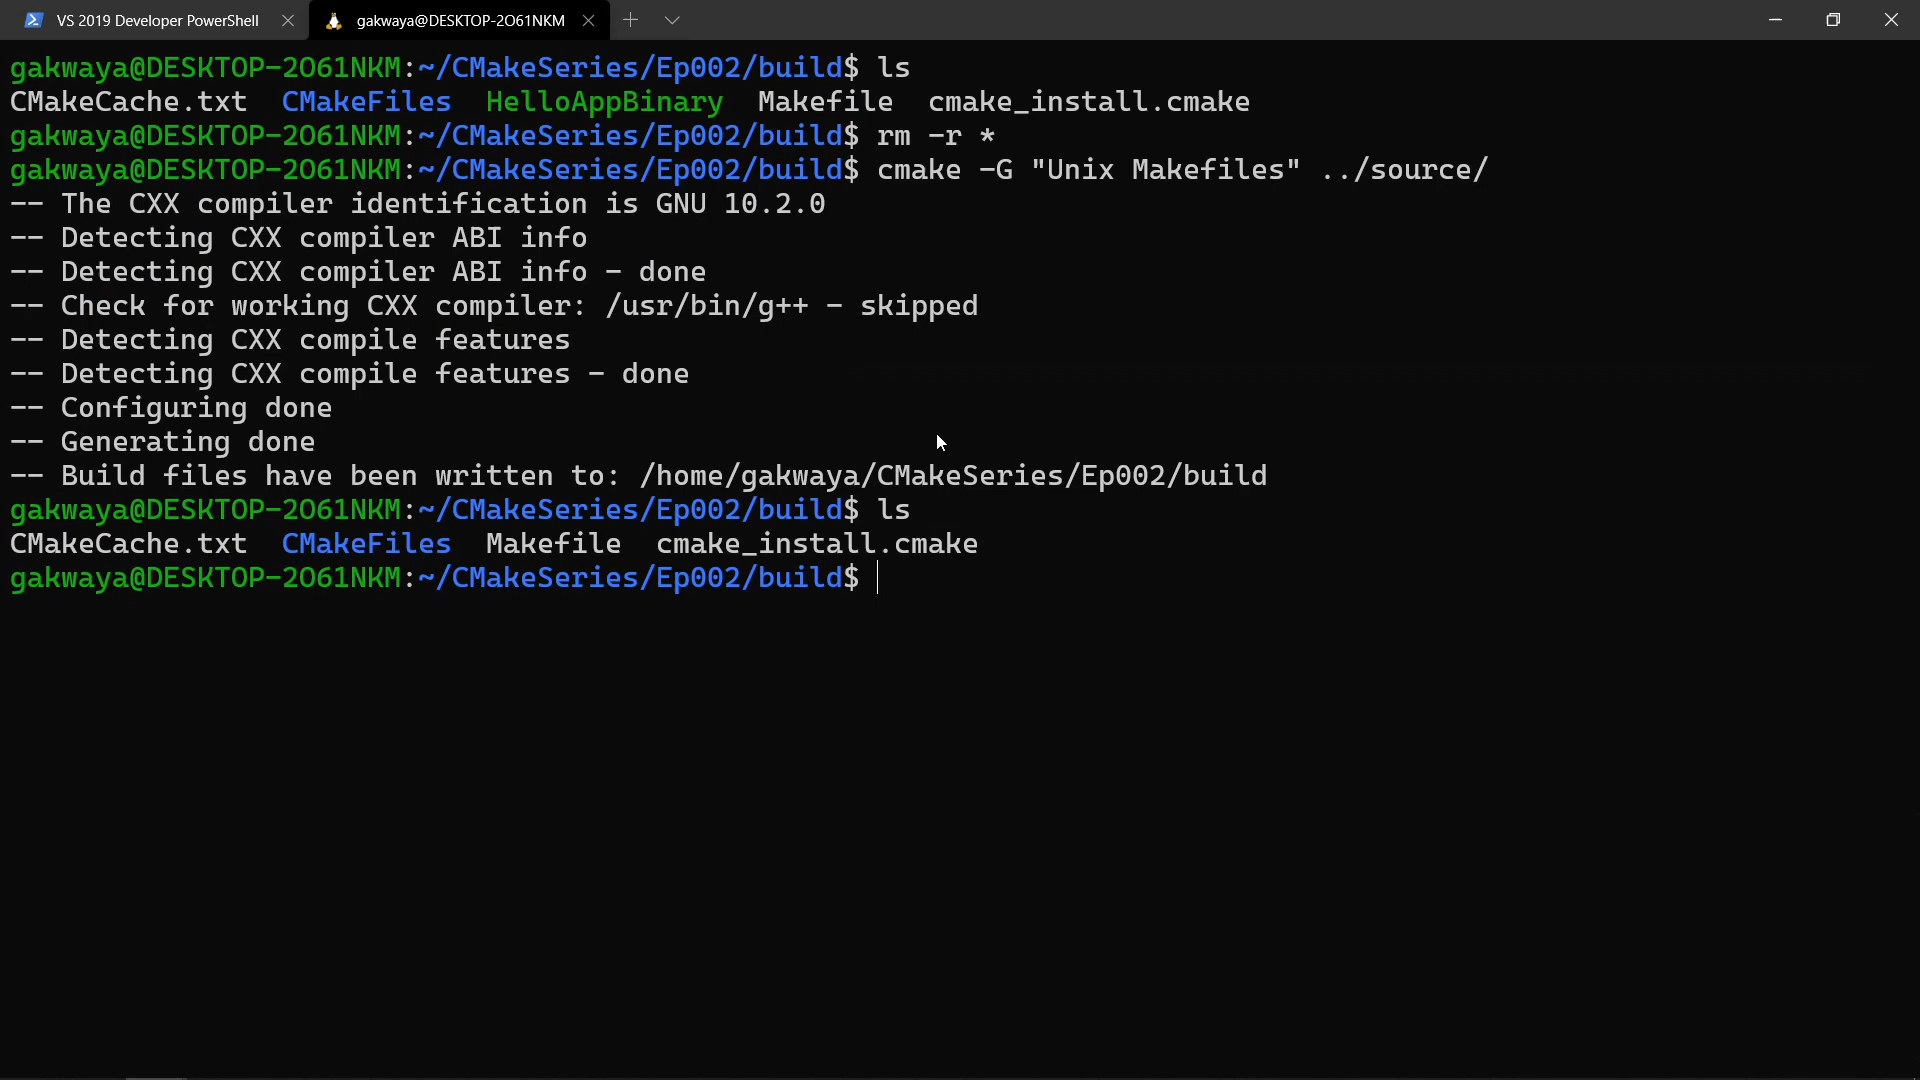 VS 2019 Developer PowerShell
gakwaya@DESKTOP-2O61NKM
gakwaya@DESKTOP-2O61NKM:~/CMakeSeries/Ep002/build$ ls
CMakeCache.txt  CMakeFiles  HelloAppBinary  Makefile  cmake_install.cmake
gakwaya@DESKTOP-2O61NKM:~/CMakeSeries/Ep002/build$ rm -r *
gakwaya@DESKTOP-2O61NKM:~/CMakeSeries/Ep002/build$ cmake -G "Unix Makefiles" ../source/
-- The CXX compiler identification is GNU 10.2.0
-- Detecting CXX compiler ABI info
-- Detecting CXX compiler ABI info - done
-- Check for working CXX compiler: /usr/bin/g++ - skipped
-- Detecting CXX compile features
-- Detecting CXX compile features - done
-- Configuring done
-- Generating done
-- Build files have been written to: /home/gakwaya/CMakeSeries/Ep002/build
gakwaya@DESKTOP-2O61NKM:~/CMakeSeries/Ep002/build$ ls
CMakeCache.txt  CMakeFiles  Makefile  cmake_install.cmake
gakwaya@DESKTOP-2O61NKM:~/CMakeSeries/Ep002/build$